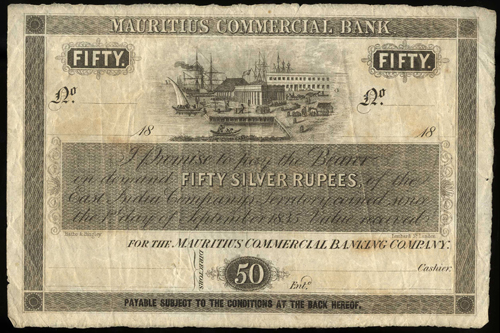 MAURITIUS COMMERCIAL BANK
FIFTY. FIFTY.
No. No.
18 18
I Promise to pay the Bearer
on demand FIFTY SILVER RUPEES, of the
East India Company's Territory coined since
the 1st day of September 1835 Value received
FOR THE MAURITIUS COMMERCIAL BANKING COMPANY.
DIRECTORS
Cashier.
50
Entd.
PAYABLE SUBJECT TO THE CONDITIONS AT THE BACK HEREOF.